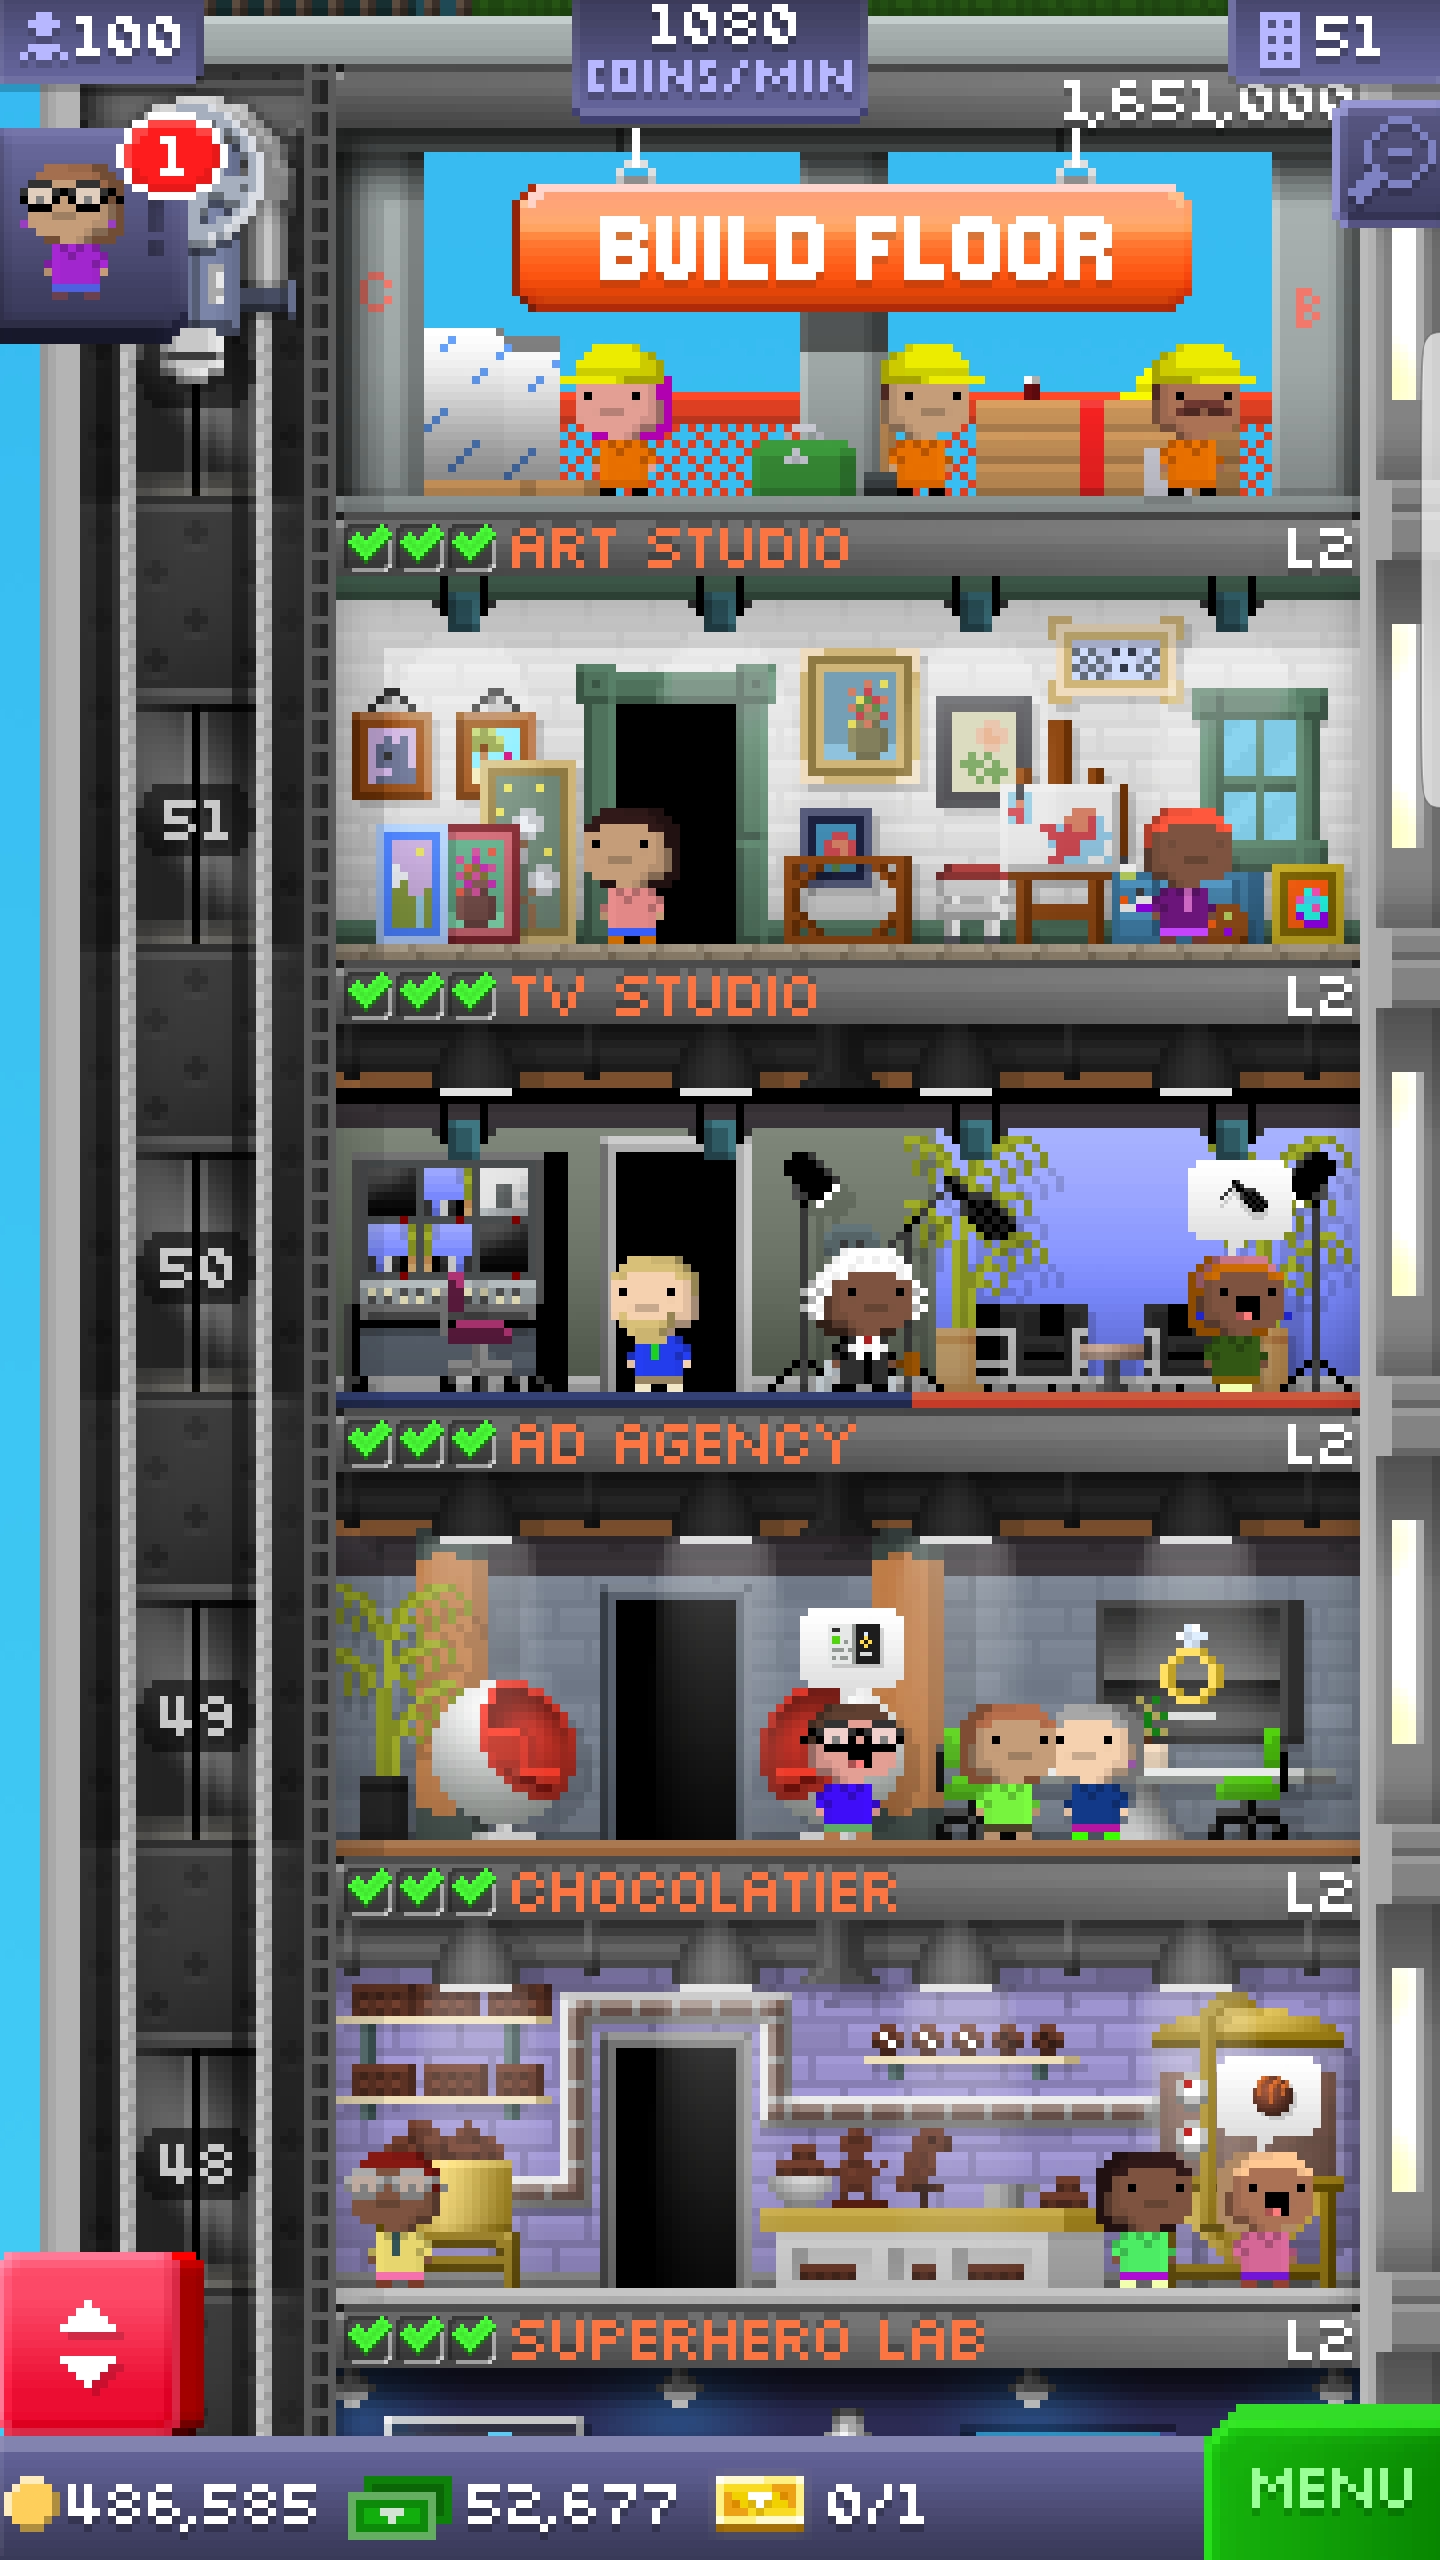 100
1080
COINS/MIN
51
1,651,000
1
BUILD FLOOR
C
B
ART STUDIO L2
51
TV STUDIO L2
50
AD AGENCY L2
49
CHOCOLATIER L2
48
SUPERHERO LAB L2
486,585 52,677 0/1
MENU